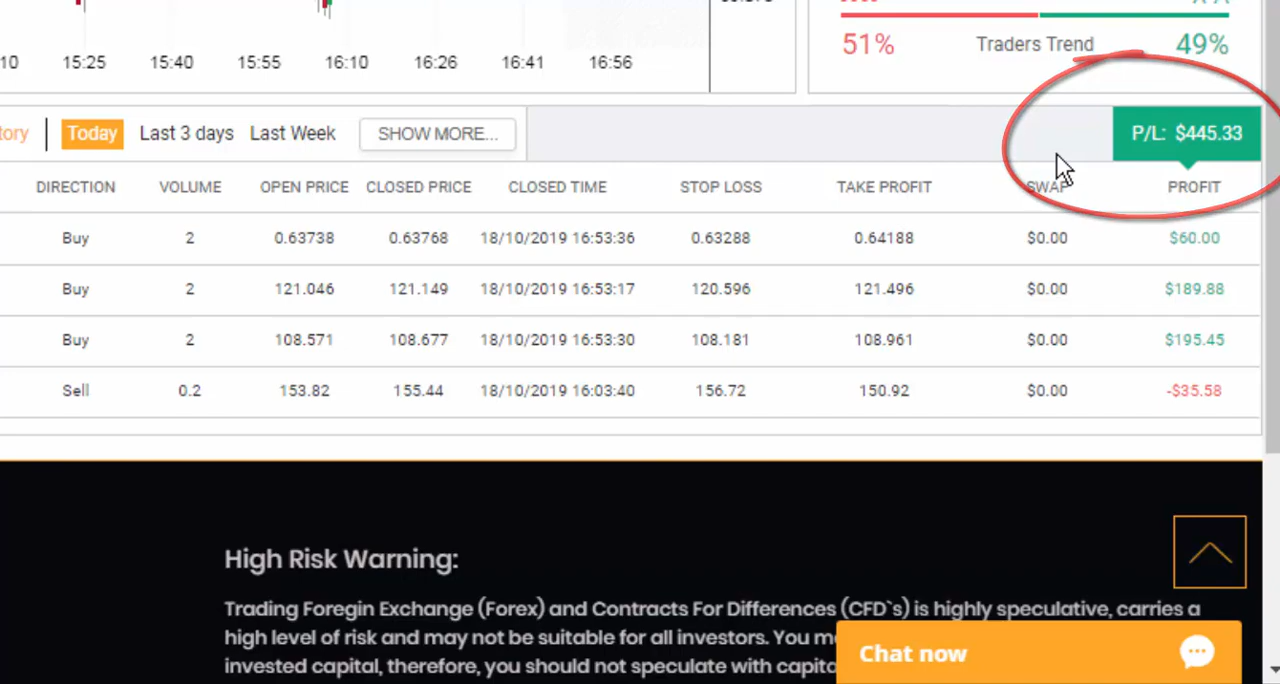 10 15:25 15:40 15:55 16:10 16:26 16:41 16:56
51% Traders Trend 49%
tory Today Last 3 days Last Week SHOW MORE... P/L: $445.33
DIRECTION VOLUME OPEN PRICE CLOSED PRICE CLOSED TIME STOP LOSS TAKE PROFIT SWAP PROFIT
Buy 2 0.63738 0.63768 18/10/2019 16:53:36 0.63288 0.64188 $0.00 $60.00
Buy 2 121.046 121.149 18/10/2019 16:53:17 120.596 121.496 $0.00 $189.88
Buy 2 108.571 108.677 18/10/2019 16:53:30 108.181 108.961 $0.00 $195.45
Sell 0.2 153.82 155.44 18/10/2019 16:03:40 156.72 150.92 $0.00 -$35.58
High Risk Warning:
Trading Foregin Exchange (Forex) and Contracts For Differences (CFD`s) is highly speculative, carries a
high level of risk and may not be suitable for all investors. You
invested capital, therefore, you should not speculate with
Chat now